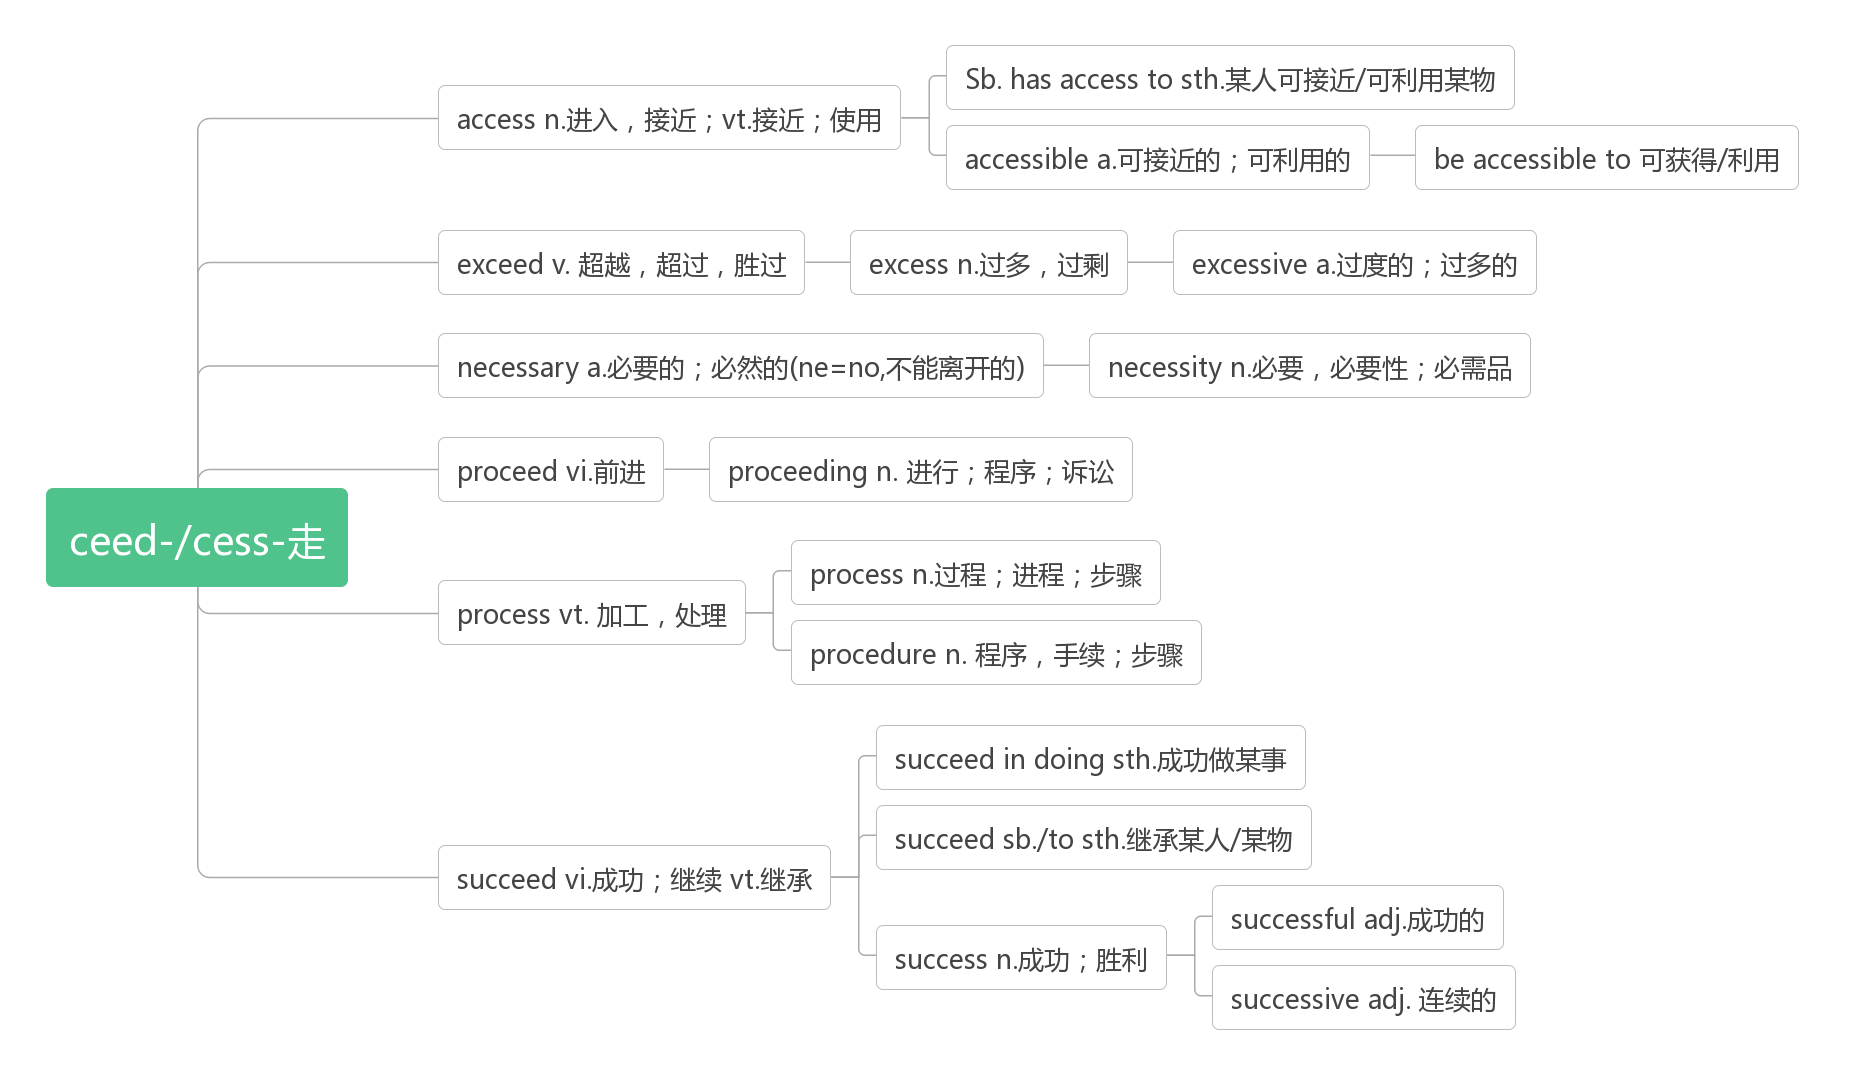 ceed-/cess-走
access n.进入，接近；vt.接近；使用
Sb. has access to sth.某人可接近/可利用某物
accessible a.可接近的；可利用的
be accessible to 可获得/利用
exceed v. 超越，超过，胜过
excess n.过多，过剩
excessive a.过度的；过多的
necessary a.必要的；必然的(ne=no,不能离开的)
necessity n.必要，必要性；必需品
proceed vi.前进
proceeding n. 进行；程序；诉讼
process vt. 加工，处理
process n.过程；进程；步骤
procedure n. 程序，手续；步骤
succeed vi.成功；继续 vt.继承
succeed in doing sth.成功做某事
succeed sb./to sth.继承某人/某物
success n.成功；胜利
successful adj.成功的
successive adj. 连续的